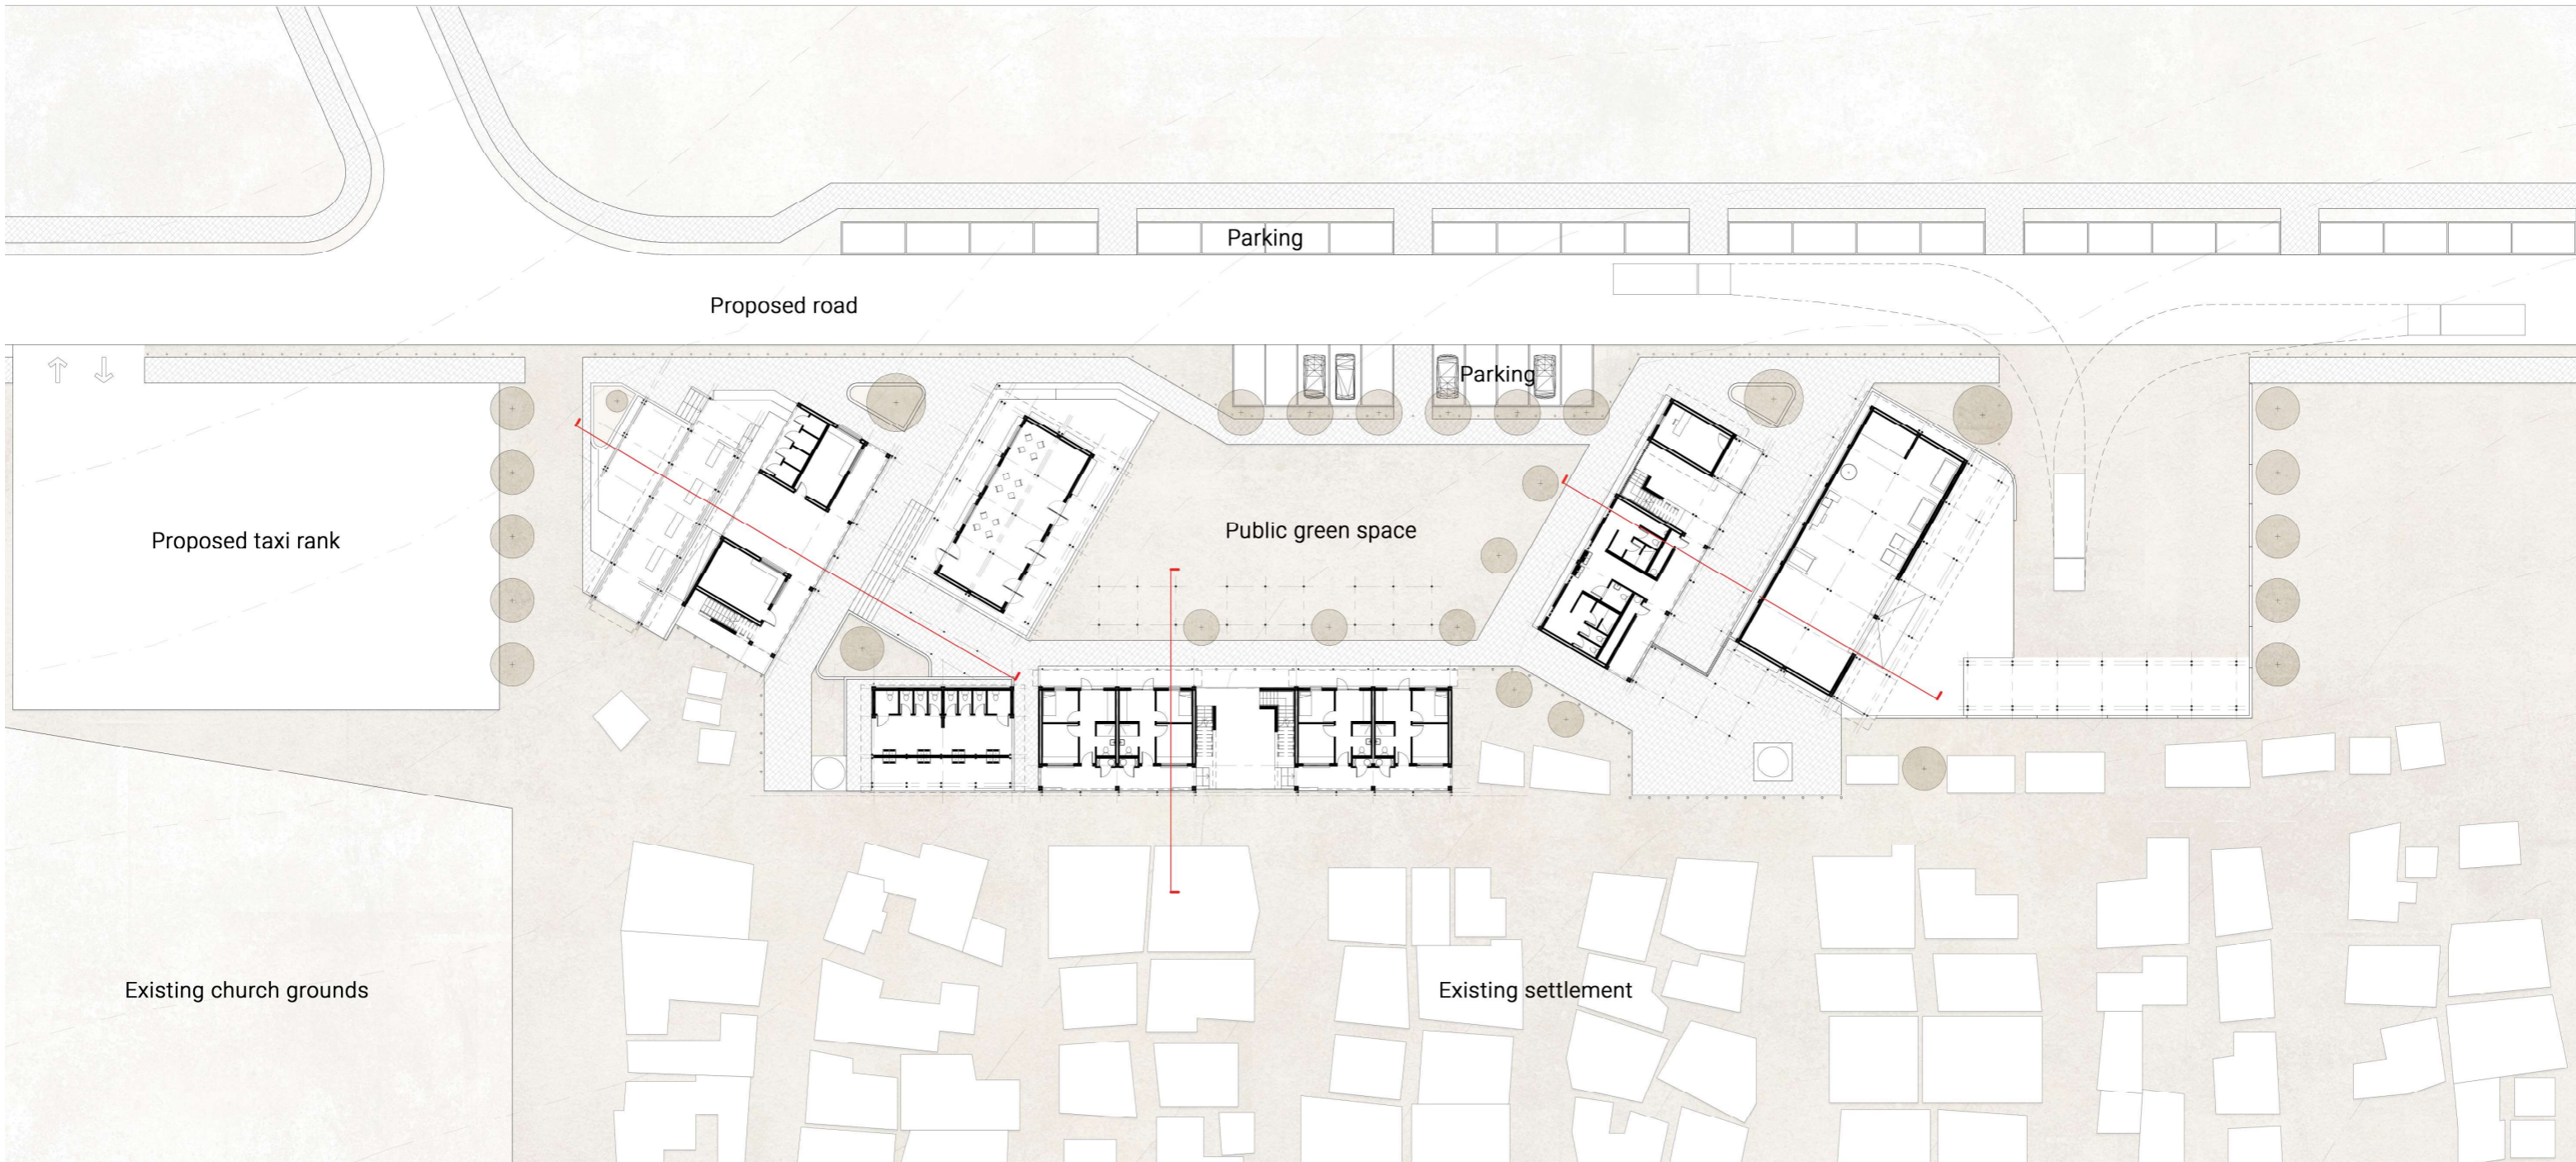 Parking
Proposed road
Parking
Public green space
Proposed taxi rank
Existing church grounds
Existing settlement